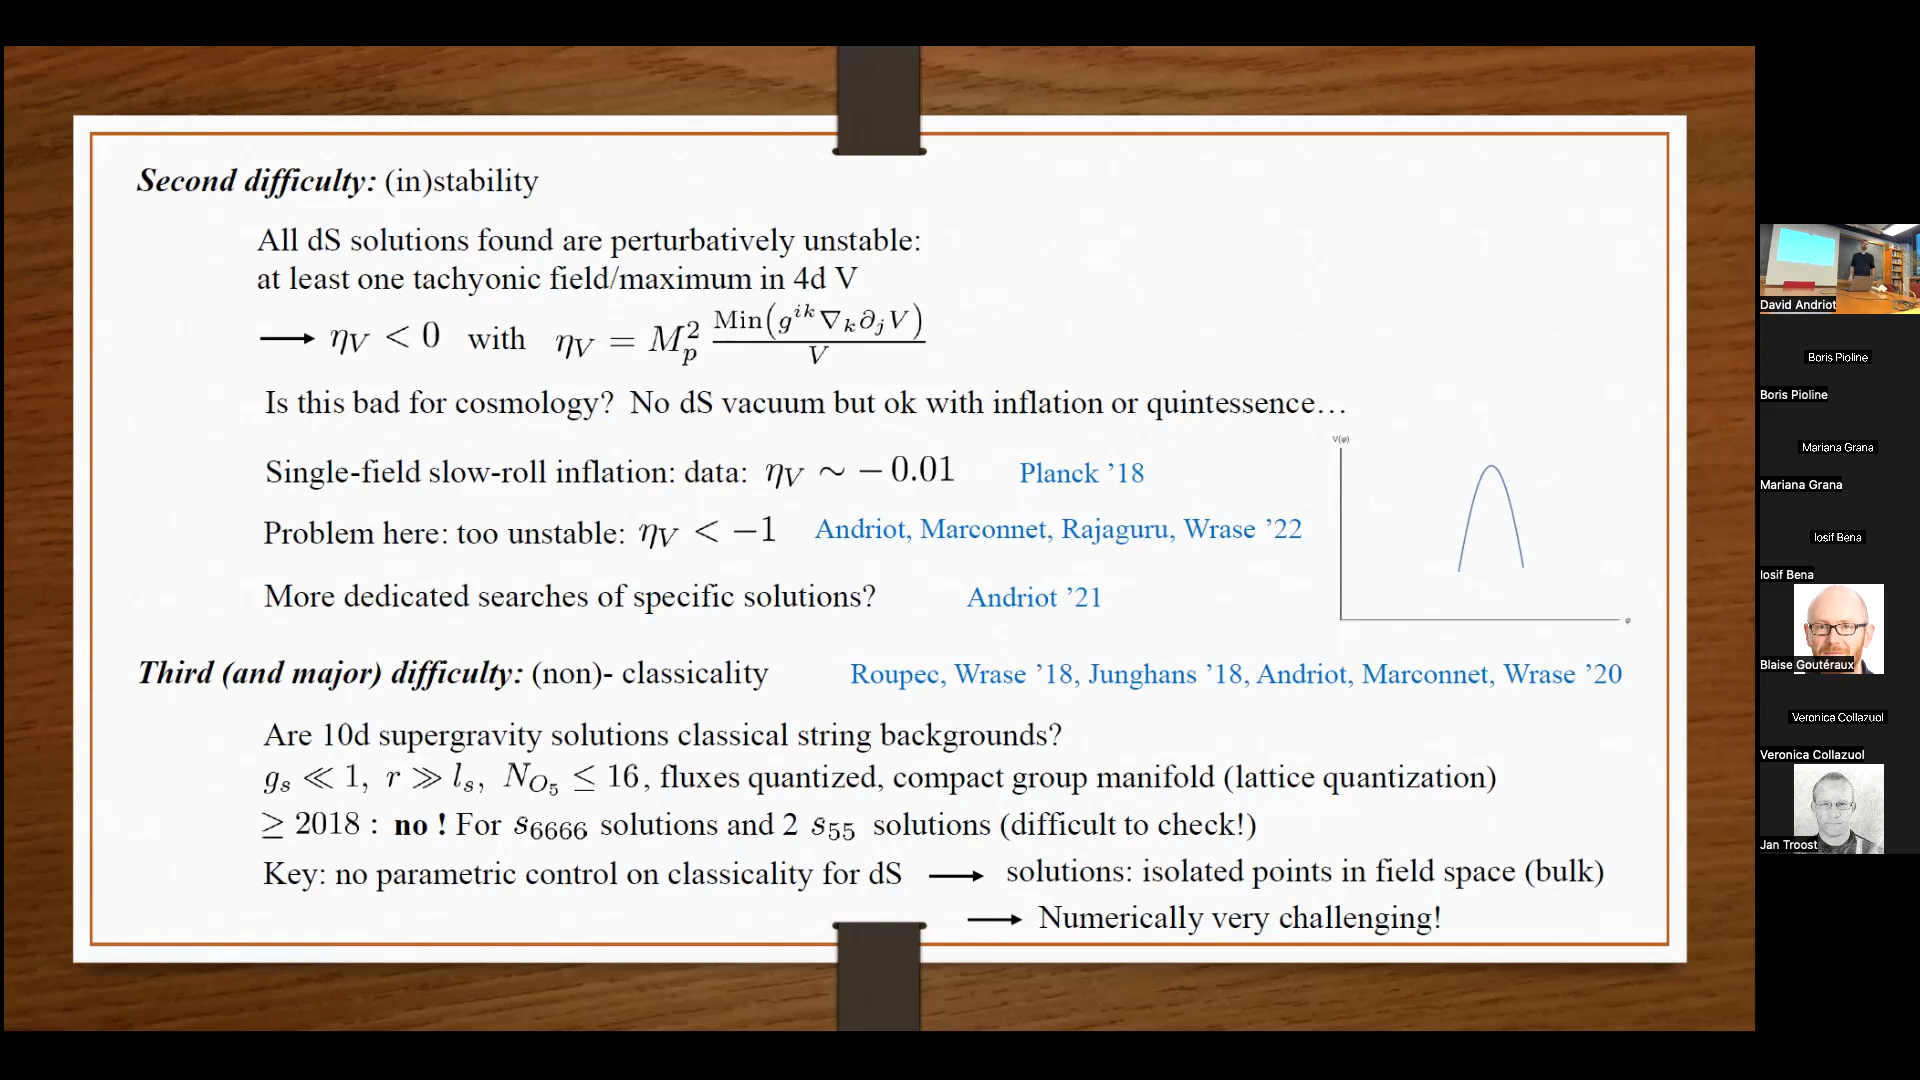 Second difficulty: (in)stability
All dS solutions found are perturbatively unstable:
at least one tachyonic field/maximum in 4d V
⟶ η_V < 0 with η_V = M_p^2 Min(g^{ik}∇_k∂_jV) / V
Is this bad for cosmology? No dS vacuum but ok with inflation or quintessence…
V(φ)
Single-field slow-roll inflation: data: η_V ∼ −0.01 Planck ’18
Problem here: too unstable: η_V < −1 Andriot, Marconnet, Rajaguru, Wrase ’22
More dedicated searches of specific solutions? Andriot ’21
φ
Third (and major) difficulty: (non)- classicality Roupec, Wrase ’18, Junghans ’18, Andriot, Marconnet, Wrase ’20
Are 10d supergravity solutions classical string backgrounds?
g_s ≪ 1, r ≫ l_s, N_{O_5} ≤ 16, fluxes quantized, compact group manifold (lattice quantization)
≥ 2018 : no ! For s_{6666} solutions and 2 s_{55} solutions (difficult to check!)
Key: no parametric control on classicality for dS ⟶ solutions: isolated points in field space (bulk)
⟶ Numerically very challenging!
David Andriot
Boris Pioline
Boris Pioline
Mariana Grana
Mariana Grana
Iosif Bena
Iosif Bena
Blaise Goutéraux
Veronica Collazuol
Veronica Collazuol
Jan Troost